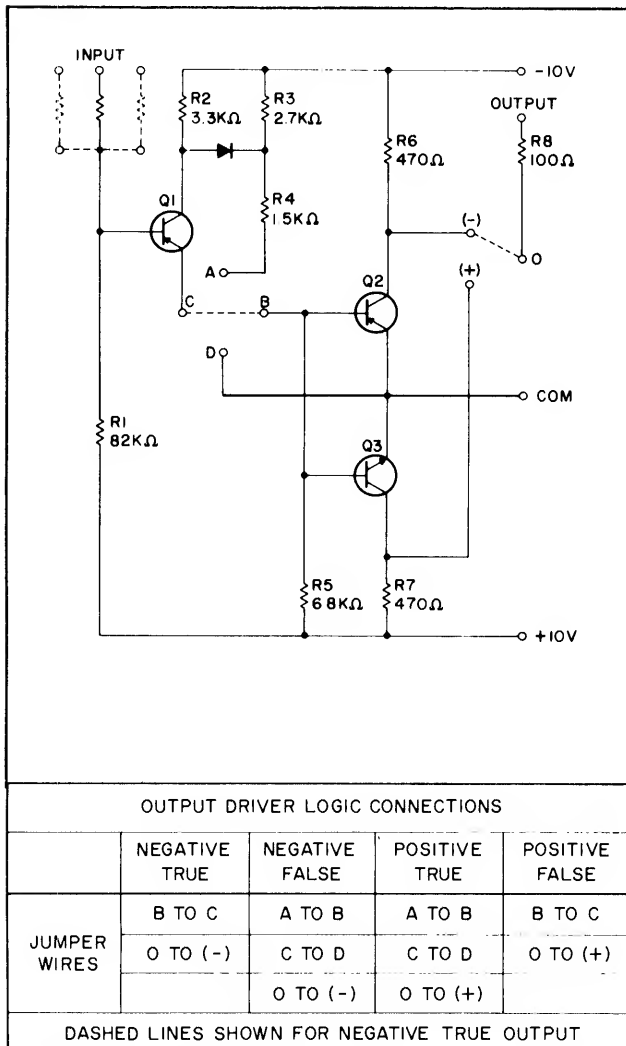 INPUT
-10V
OUTPUT
R2
3.3KΩ
R3
2.7KΩ
R6
470Ω
R8
100Ω
Q1
R4
1.5KΩ
(-)
O
A
(+)
C
B
Q2
D
COM
R1
82KΩ
Q3
R5
68KΩ
R7
470Ω
+10V
OUTPUT DRIVER LOGIC CONNECTIONS
NEGATIVE TRUE
NEGATIVE FALSE
POSITIVE TRUE
POSITIVE FALSE
JUMPER WIRES
B TO C
A TO B
A TO B
B TO C
O TO (-)
C TO D
C TO D
O TO (+)
O TO (-)
O TO (+)
DASHED LINES SHOWN FOR NEGATIVE TRUE OUTPUT